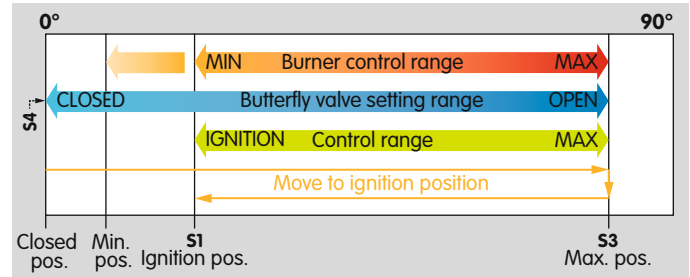 0° 90°
MIN Burner control range MAX
CLOSED Butterfly valve setting range OPEN
S4
IGNITION Control range MAX
Move to ignition position
Closed pos. Min. pos. S1 Ignition pos. S3 Max. pos.